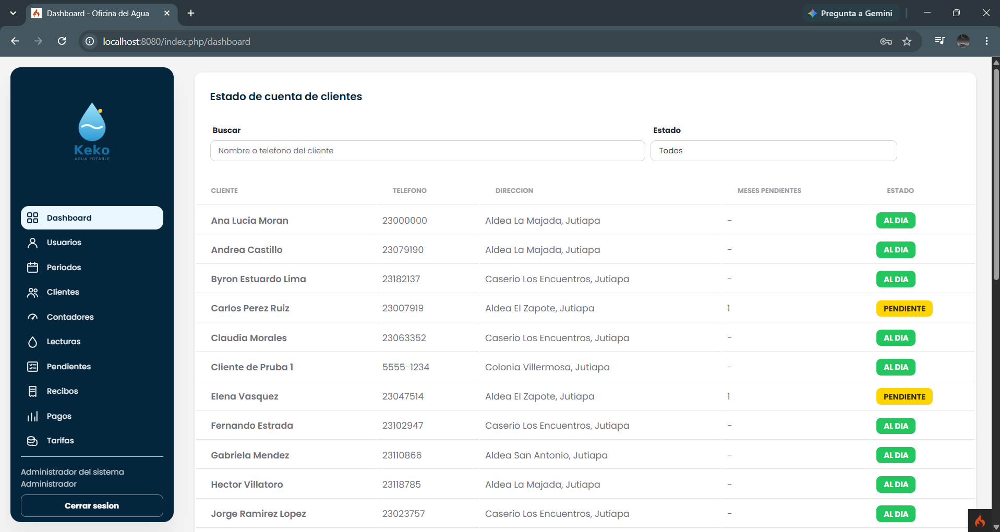 Dashboard - Oficina del Agua
Pregunta a Gemini
localhost:8080/index.php/dashboard
Keko
AGUA POTABLE
Dashboard
Usuarios
Periodos
Clientes
Contadores
Lecturas
Pendientes
Recibos
Pagos
Tarifas
Administrador del sistema
Administrador
Cerrar sesion
Estado de cuenta de clientes
Buscar Estado
Nombre o telefono del cliente Todos
CLIENTE TELEFONO DIRECCION MESES PENDIENTES ESTADO
Ana Lucia Moran 23000000 Aldea La Majada, Jutiapa - AL DIA
Andrea Castillo 23079190 Aldea La Majada, Jutiapa - AL DIA
Byron Estuardo Lima 23182137 Caserio Los Encuentros, Jutiapa - AL DIA
Carlos Perez Ruiz 23007919 Aldea El Zapote, Jutiapa 1 PENDIENTE
Claudia Morales 23063352 Caserio Los Encuentros, Jutiapa - AL DIA
Cliente de Pruba 1 5555-1234 Colonia Villermosa, Jutiapa - AL DIA
Elena Vasquez 23047514 Aldea El Zapote, Jutiapa 1 PENDIENTE
Fernando Estrada 23102947 Caserio Los Encuentros, Jutiapa - AL DIA
Gabriela Mendez 23110866 Aldea San Antonio, Jutiapa - AL DIA
Hector Villatoro 23118785 Aldea La Majada, Jutiapa - AL DIA
Jorge Ramirez Lopez 23023757 Caserio Los Encuentros, Jutiapa - AL DIA